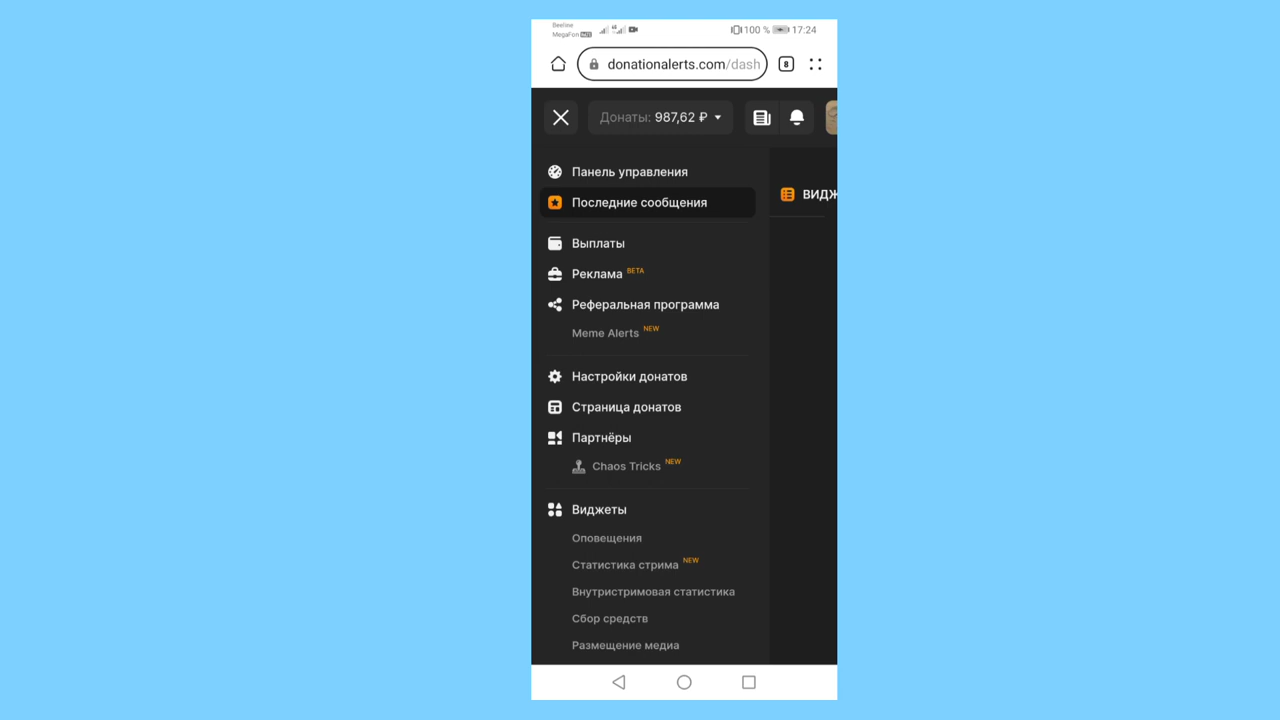 Beeline
MegaFon
100 % 17:24
donationalerts.com/dash
8
Донаты: 987,62 ₽
Панель управления
Последние сообщения
ВИДЖ
Выплаты
Реклама BETA
Реферальная программа
Meme Alerts NEW
Настройки донатов
Страница донатов
Партнёры
Chaos Tricks NEW
Виджеты
Оповещения
Статистика стрима NEW
Внутристримовая статистика
Сбор средств
Размещение медиа